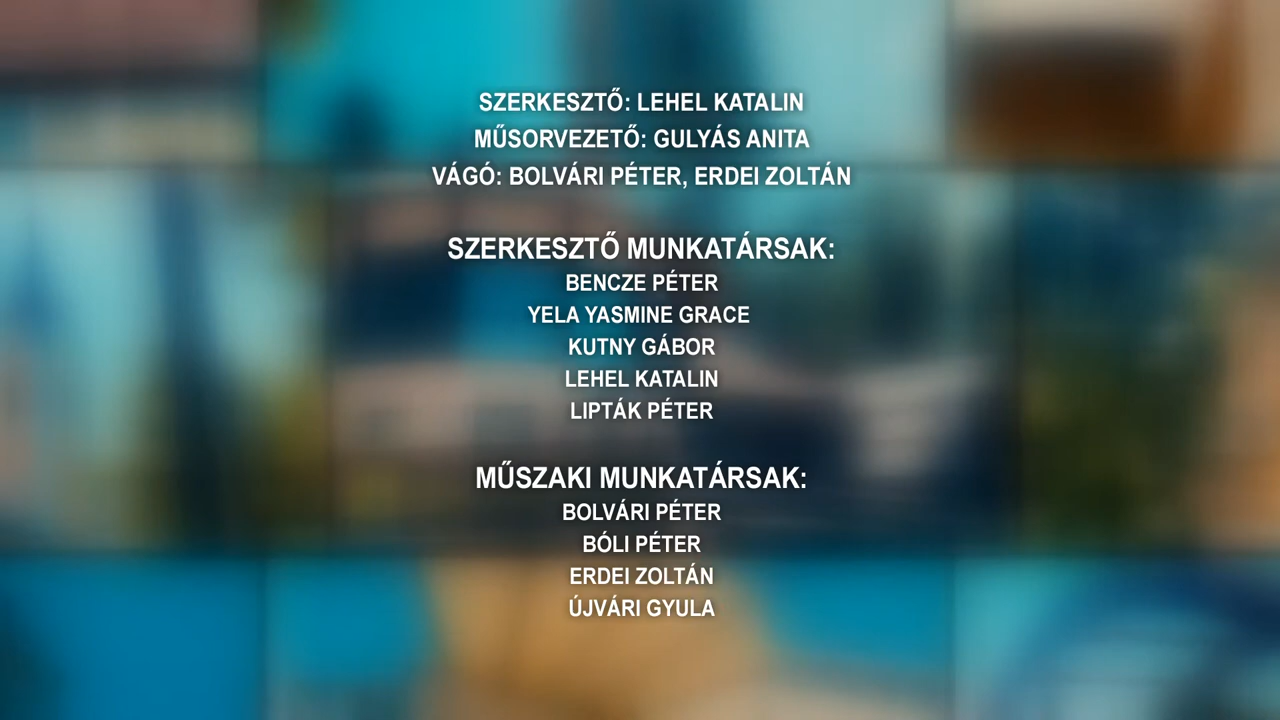 SZERKESZTŐ: LEHEL KATALIN
MŰSORVEZETŐ: GULYÁS ANITA
VÁGÓ: BOLVÁRI PÉTER, ERDEI ZOLTÁN
SZERKESZTŐ MUNKATÁRSAK:
BENCZE PÉTER
YELA YASMINE GRACE
KUTNY GÁBOR
LEHEL KATALIN
LIPTÁK PÉTER
MŰSZAKI MUNKATÁRSAK:
BOLVÁRI PÉTER
BÓLI PÉTER
ERDEI ZOLTÁN
ÚJVÁRI GYULA